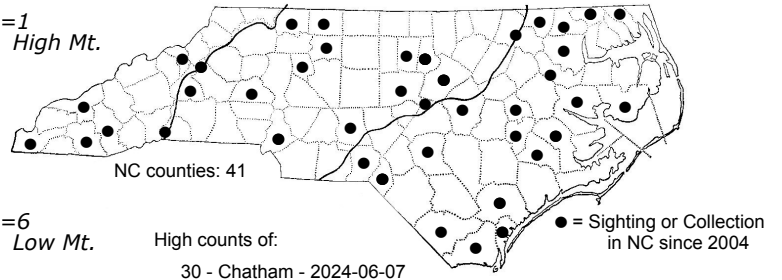 =1
High Mt.
NC counties: 41
=6
Low Mt.
High counts of:
30 - Chatham - 2024-06-07
● = Sighting or Collection
in NC since 2004